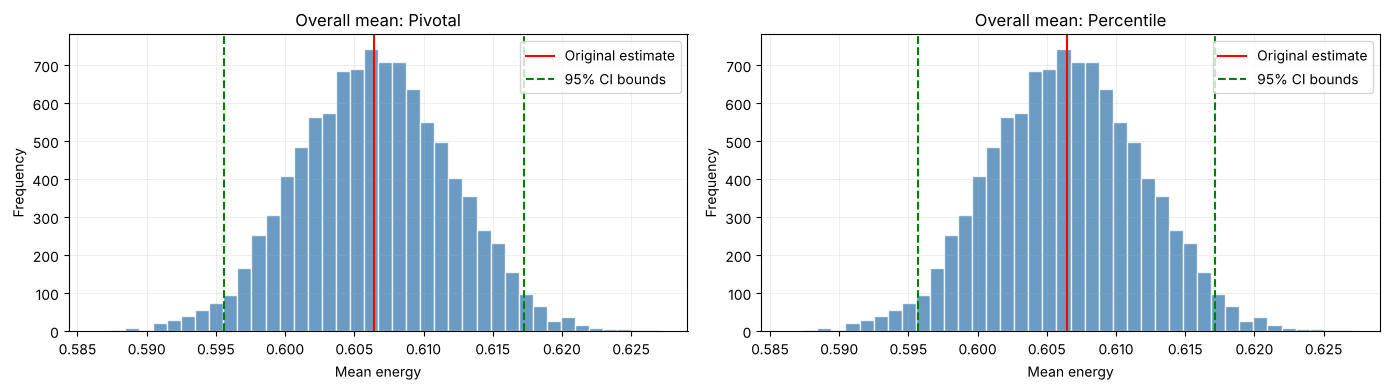 Overall mean: Pivotal
Original estimate
95% CI bounds
Frequency
700
600
500
400
300
200
100
0
0.585 0.590 0.595 0.600 0.605 0.610 0.615 0.620 0.625
Mean energy
Overall mean: Percentile
Original estimate
95% CI bounds
Frequency
700
600
500
400
300
200
100
0
0.585 0.590 0.595 0.600 0.605 0.610 0.615 0.620 0.625
Mean energy